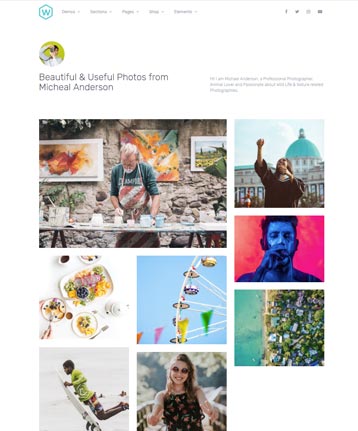 W
Demos Sections Pages Shop Elements
Beautiful & Useful Photos from
Micheal Anderson
Hi! I am Micheal Anderson, a Professional Photographer,
Animal Lover and Passionate about Wild Life & Nature related
Photographies.